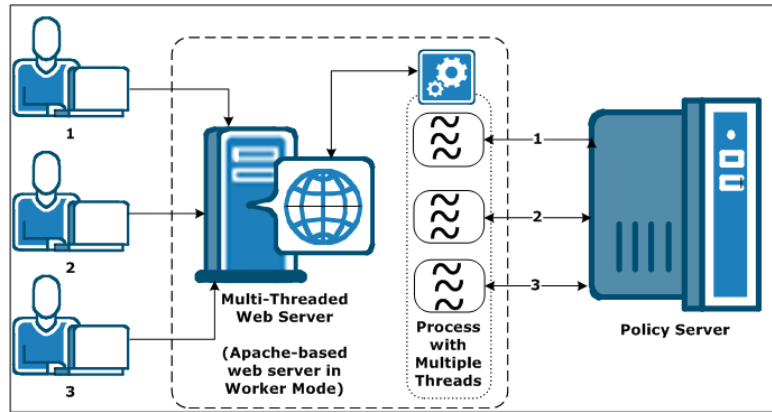 1
2
3
Multi-Threaded
Web Server
(Apache-based
web server in
Worker Mode)
1
2
3
Process
with
Multiple
Threads
Policy Server